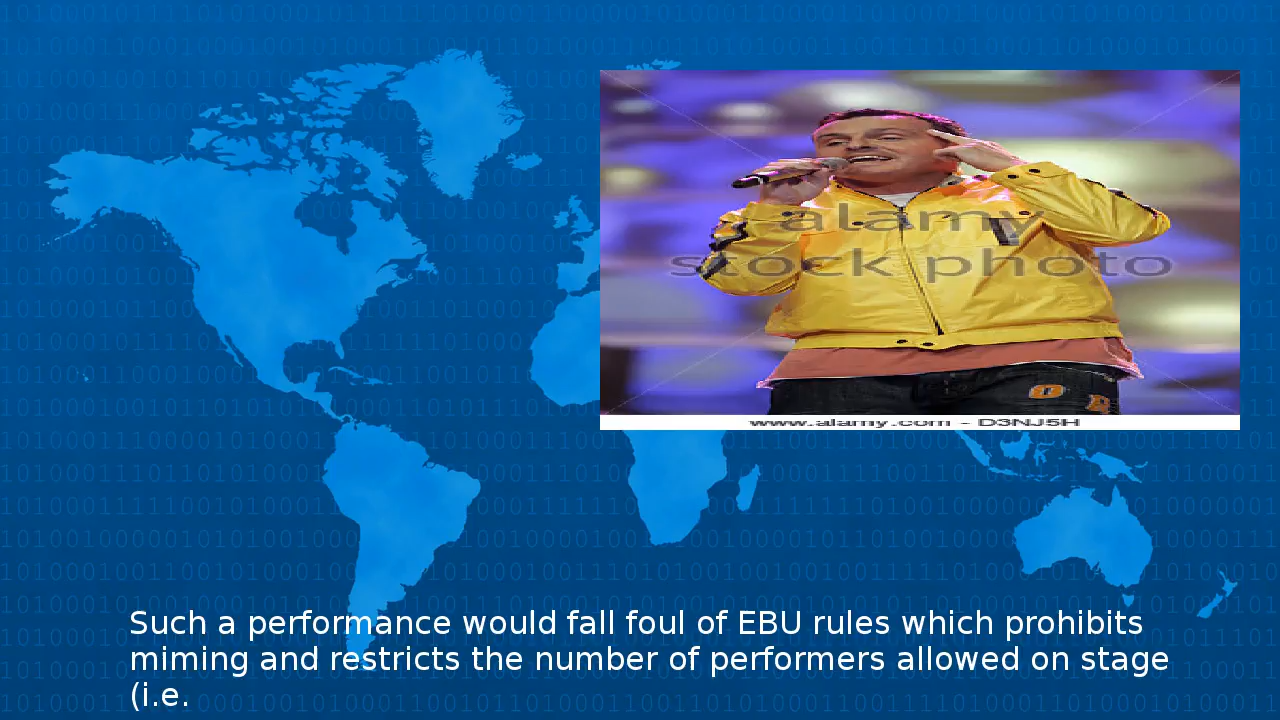 alamy
stock photo
www.alamy.com - D3NJ5H
Such a performance would fall foul of EBU rules which prohibits
miming and restricts the number of performers allowed on stage
(i.e.